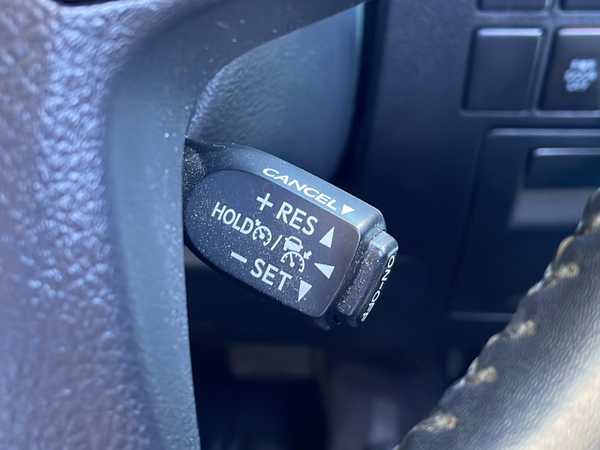 CANCEL ▼
+ RES ▲
HOLD /
− SET ▼
ON-OFF